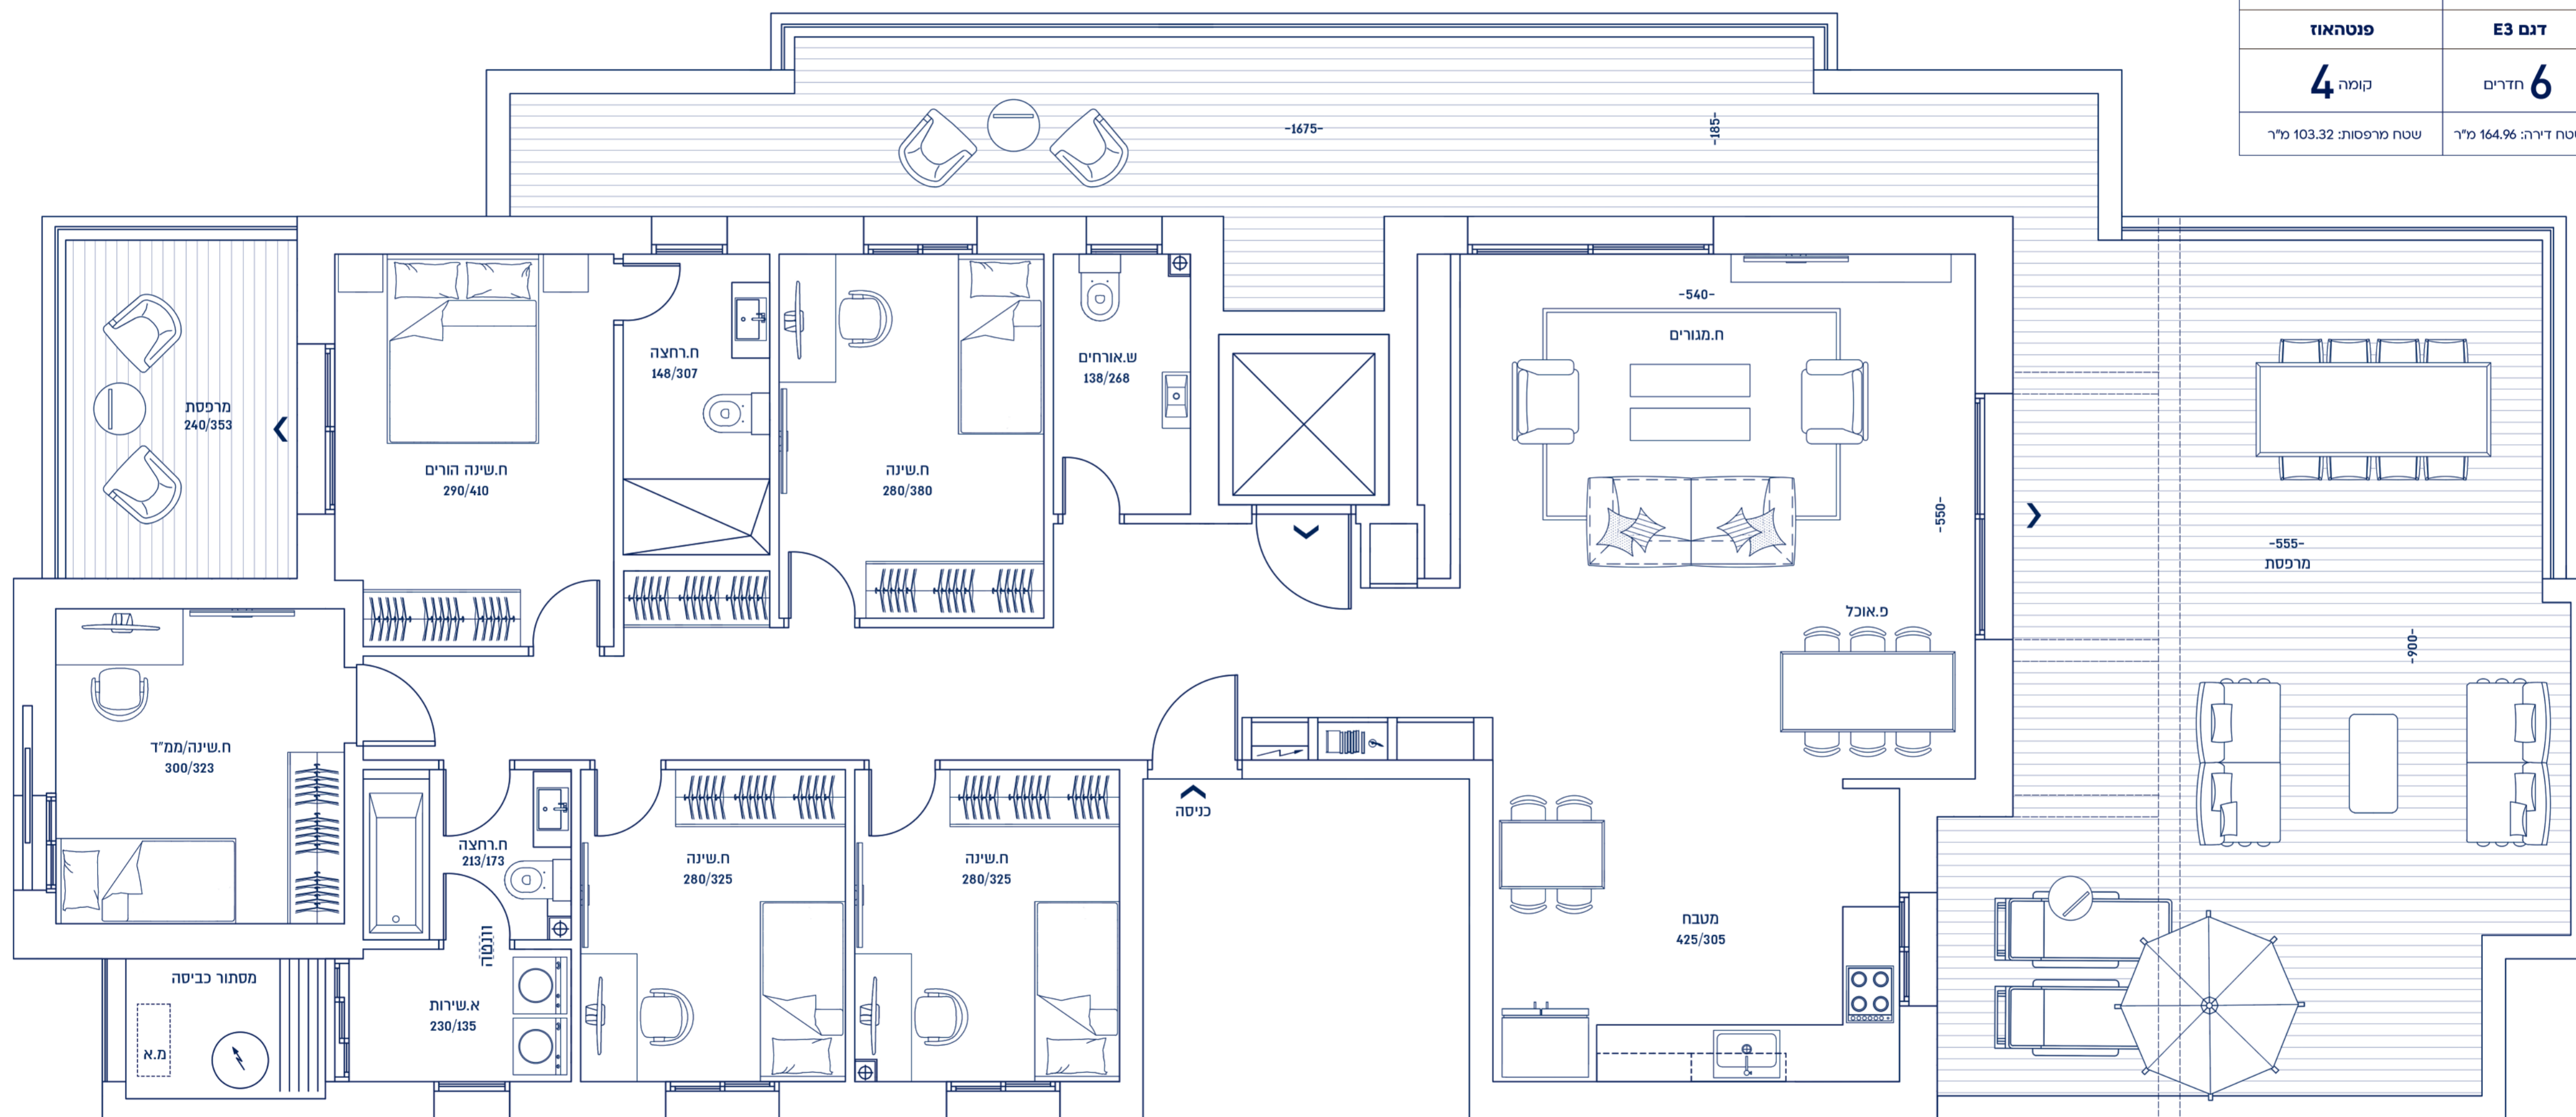 דגם E3
פנטהאוז
6 חדרים
קומה 4
שטח דירה: 164.96 מ"ר
שטח מרפסות: 103.32 מ"ר
-1675-
-185-
-540-
ח.מגורים
ח.רחצה
148/307
ש.אורחים
138/268
מרפסת
240/353
ח.שינה הורים
290/410
ח.שינה
280/380
-550-
-555-
מרפסת
פ.אוכל
-900-
ח.שינה/ממ"ד
300/323
כניסה
ח.רחצה
213/173
ח.שינה
280/325
ח.שינה
280/325
מטבח
425/305
וונטה
מסתור כביסה
א.שירות
230/135
מ.א